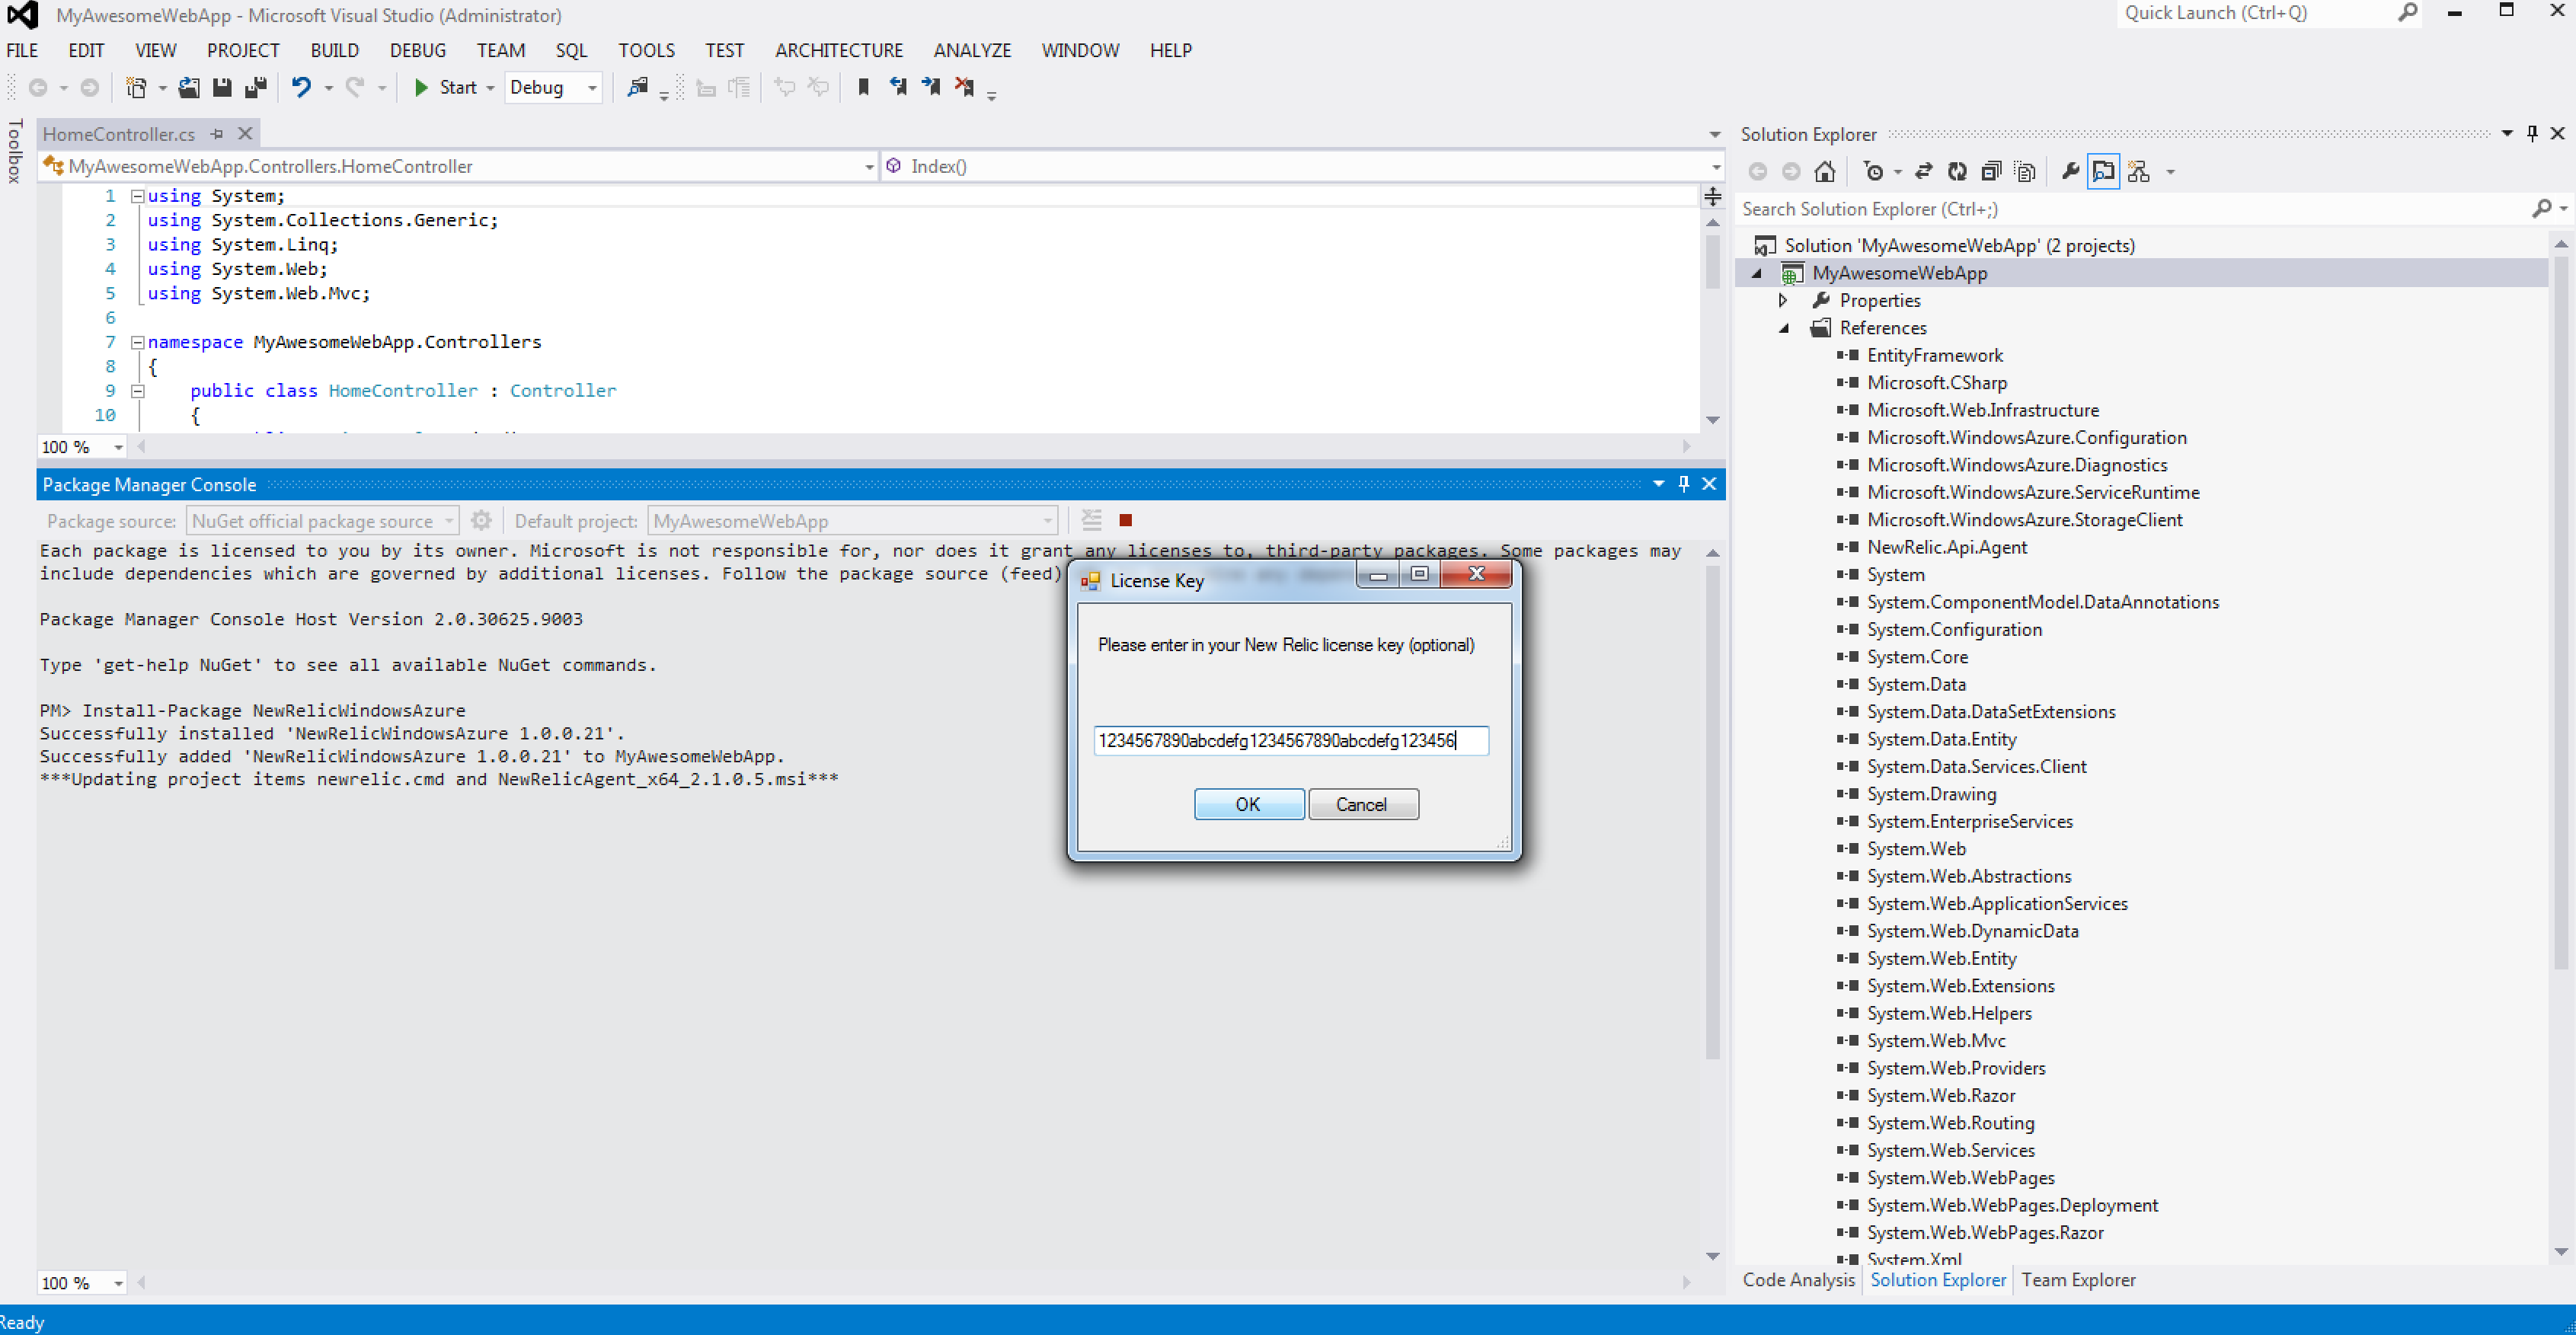 MyAwesomeWebApp - Microsoft Visual Studio (Administrator)
Quick Launch (Ctrl+Q)
FILE EDIT VIEW PROJECT BUILD DEBUG TEAM SQL TOOLS TEST ARCHITECTURE ANALYZE WINDOW HELP
Start Debug
Toolbox
HomeController.cs
MyAwesomeWebApp.Controllers.HomeController Index()
1 using System;
2 using System.Collections.Generic;
3 using System.Linq;
4 using System.Web;
5 using System.Web.Mvc;
6
7 namespace MyAwesomeWebApp.Controllers
8 {
9 public class HomeController : Controller
10 {
100 %
Package Manager Console
Package source: NuGet official package source Default project: MyAwesomeWebApp
Each package is licensed to you by its owner. Microsoft is not responsible for, nor does it grant any licenses to, third-party packages. Some packages may
include dependencies which are governed by additional licenses. Follow the package source (feed)
Package Manager Console Host Version 2.0.30625.9003
Type 'get-help NuGet' to see all available NuGet commands.
PM> Install-Package NewRelicWindowsAzure
Successfully installed 'NewRelicWindowsAzure 1.0.0.21'.
Successfully added 'NewRelicWindowsAzure 1.0.0.21' to MyAwesomeWebApp.
***Updating project items newrelic.cmd and NewRelicAgent_x64_2.1.0.5.msi***
100 %
License Key
Please enter in your New Relic license key (optional)
1234567890abcdefg1234567890abcdefg123456
OK Cancel
Solution Explorer
Search Solution Explorer (Ctrl+;)
Solution 'MyAwesomeWebApp' (2 projects)
MyAwesomeWebApp
Properties
References
EntityFramework
Microsoft.CSharp
Microsoft.Web.Infrastructure
Microsoft.WindowsAzure.Configuration
Microsoft.WindowsAzure.Diagnostics
Microsoft.WindowsAzure.ServiceRuntime
Microsoft.WindowsAzure.StorageClient
NewRelic.Api.Agent
System
System.ComponentModel.DataAnnotations
System.Configuration
System.Core
System.Data
System.Data.DataSetExtensions
System.Data.Entity
System.Data.Services.Client
System.Drawing
System.EnterpriseServices
System.Web
System.Web.Abstractions
System.Web.ApplicationServices
System.Web.DynamicData
System.Web.Entity
System.Web.Extensions
System.Web.Helpers
System.Web.Mvc
System.Web.Providers
System.Web.Razor
System.Web.Routing
System.Web.Services
System.Web.WebPages
System.Web.WebPages.Deployment
System.Web.WebPages.Razor
System.Xml
Code Analysis Solution Explorer Team Explorer
Ready